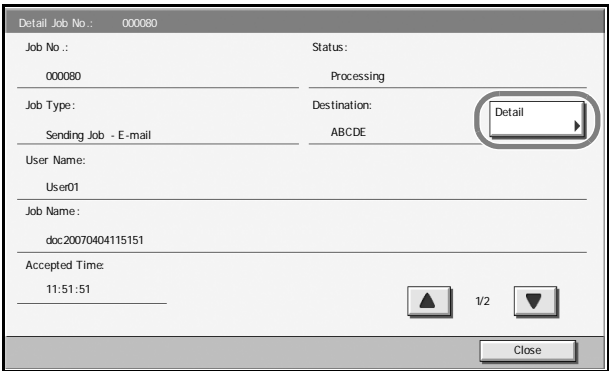 Detail Job No.: 000080
Job No.: Status:
000080 Processing
Job Type: Destination: Detail
Sending Job - E-mail ABCDE
User Name:
User01
Job Name:
doc20070404115151
Accepted Time:
11:51:51
1/2
Close